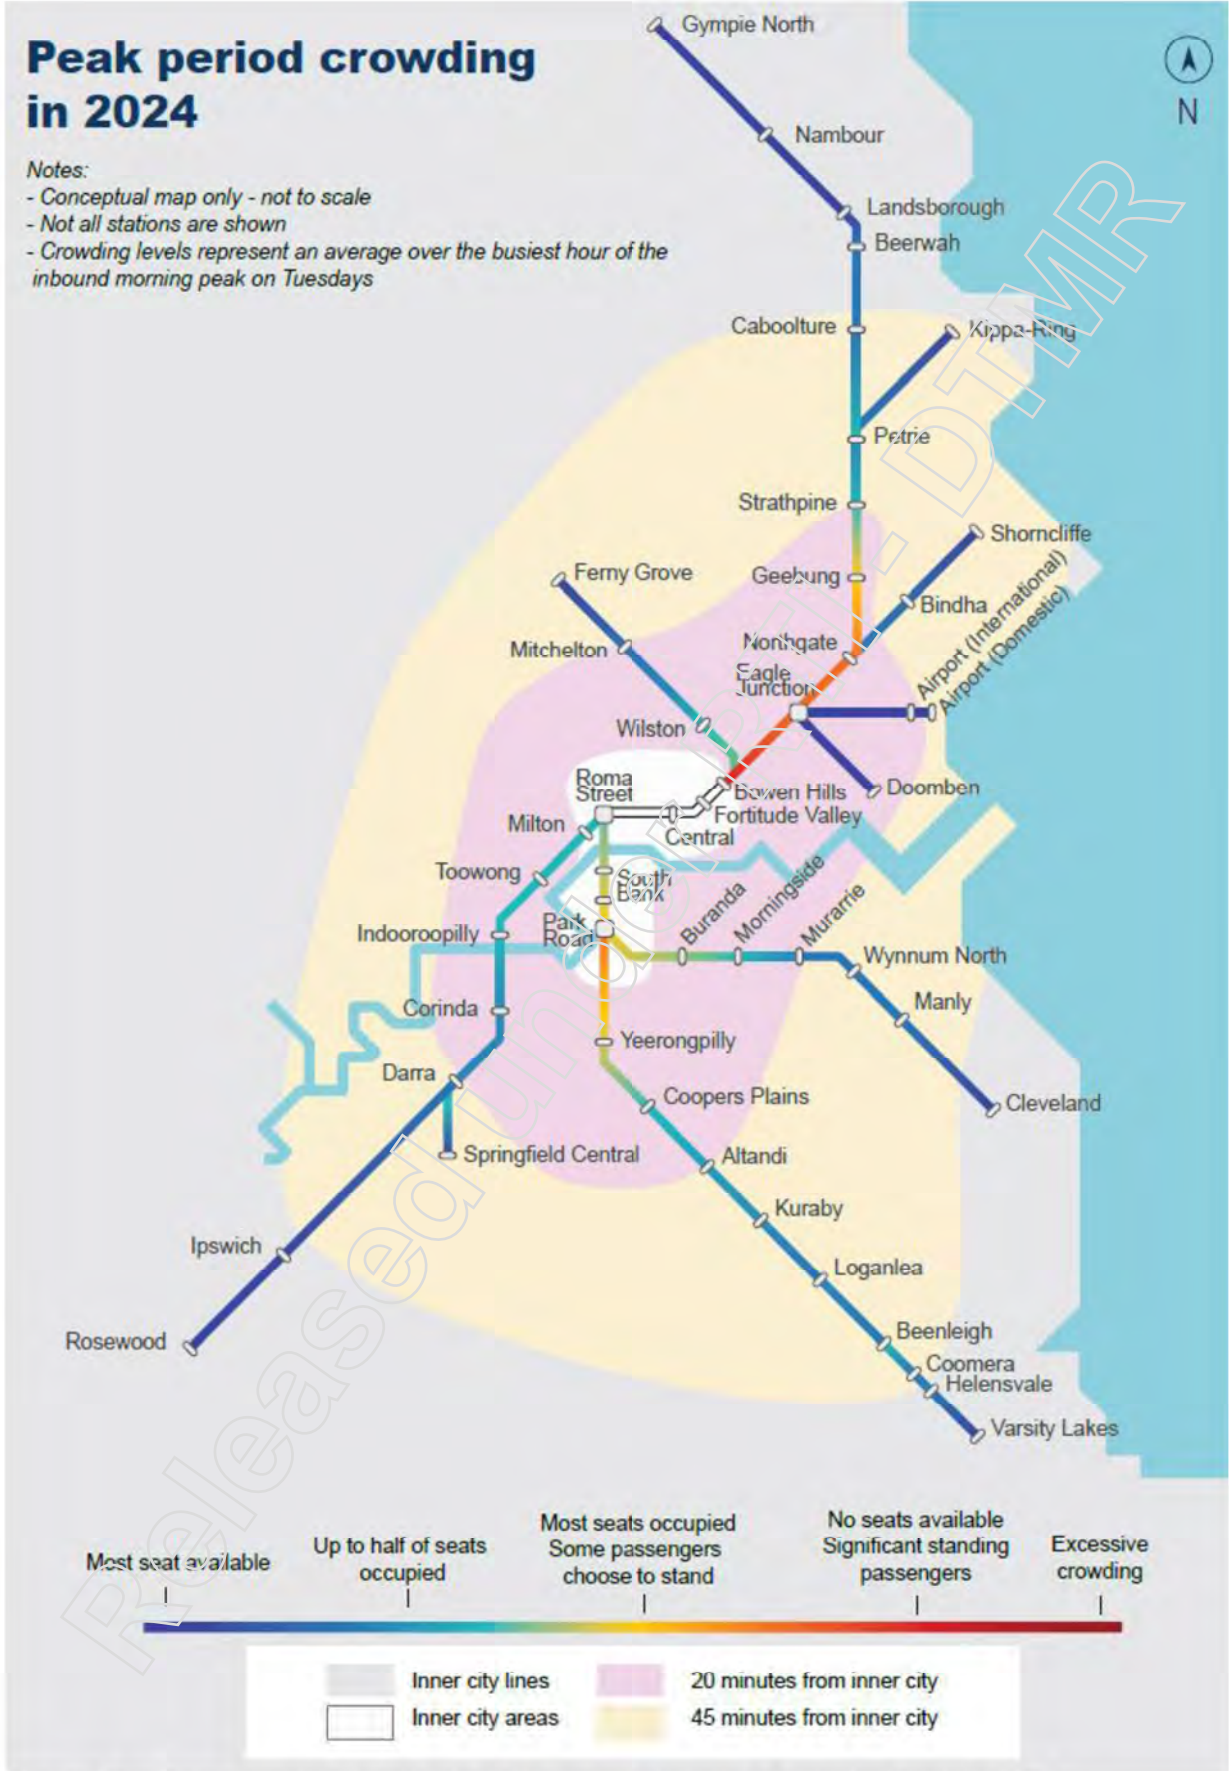 Peak period crowding
in 2024
Notes:
- Conceptual map only - not to scale
- Not all stations are shown
- Crowding levels represent an average over the busiest hour of the
inbound morning peak on Tuesdays
N
Gympie North
Nambour
Landsborough
Beerwah
Caboolture
Kippa-Ring
Petrie
Strathpine
Shorncliffe
Ferny Grove
Geebung
Bindha
Airport (International)
Airport (Domestic)
Mitchelton
Northgate
Eagle
Junction
Wilston
Roma
Street
Bowen Hills
Doomben
Fortitude Valley
Milton
Central
Toowong
South
Bank
Buranda
Morningside
Murarrie
Park
Road
Indooroopilly
Wynnum North
Corinda
Manly
Yeerongpilly
Darra
Coopers Plains
Cleveland
Springfield Central
Altandi
Kuraby
Ipswich
Loganlea
Rosewood
Beenleigh
Coomera
Helensvale
Varsity Lakes
Most seat available
Up to half of seats
occupied
Most seats occupied
Some passengers
choose to stand
No seats available
Significant standing
passengers
Excessive
crowding
Inner city lines
20 minutes from inner city
Inner city areas
45 minutes from inner city
Released under RTI - DTMR